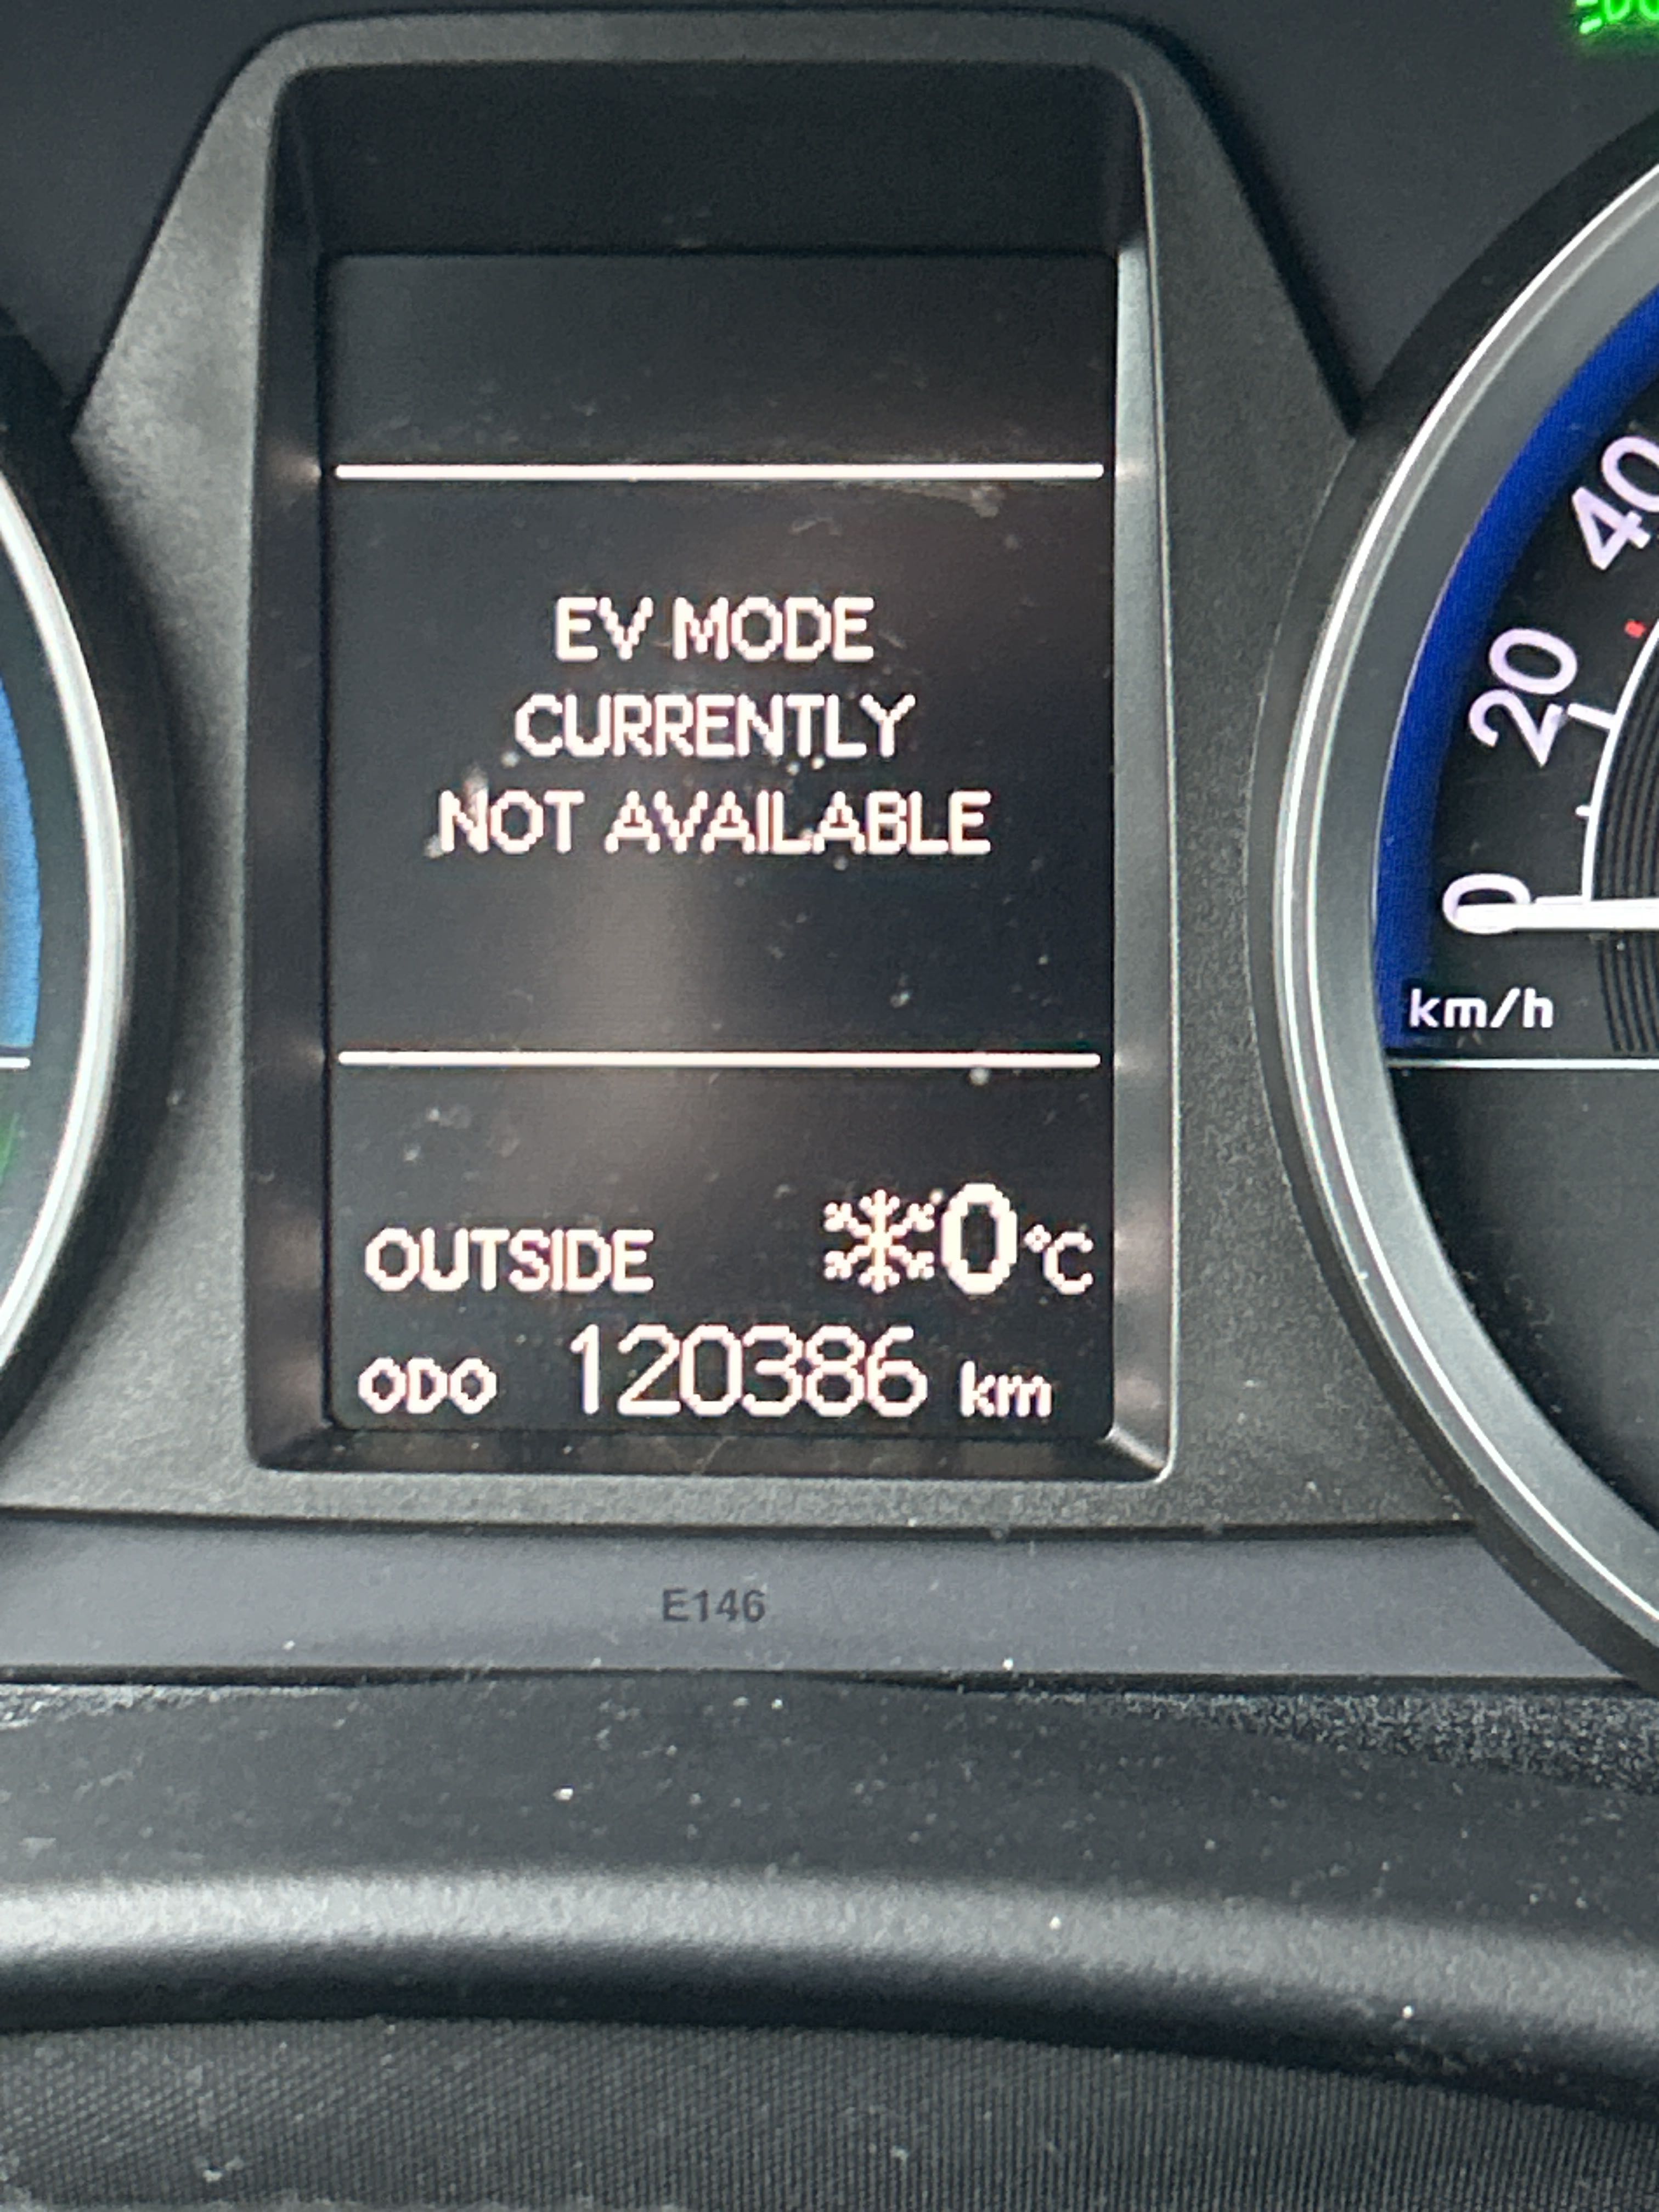 EV MODE
CURRENTLY
NOT AVAILABLE
OUTSIDE 0°C
ODO 120386 km
E146
40
20
0
km/h